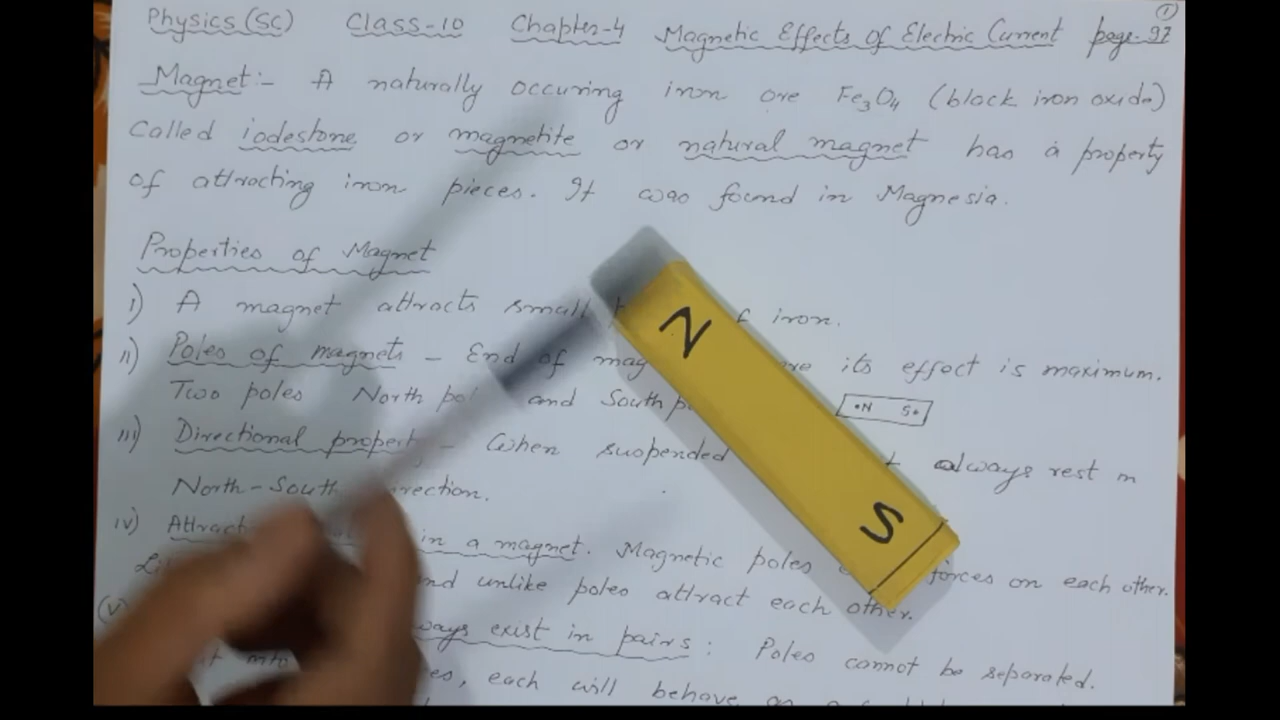 ①
Physics (SC) Class-10 Chapter-4 Magnetic Effects of Electric Current page-97
Magnet:- A naturally occuring iron ore Fe3O4 (black iron oxide)
Called iodestone or magnetite or natural magnet has a property
of attracting iron pieces. It was found in Magnesia.
Properties of Magnet
i) A magnet attracts small iron.
ii) Poles of magnets - End of its effect is maximum.
Two poles North and South
•N S•
iii) Directional property - When suspended always rest in
North-South direction.
iv) in a magnet. Magnetic poles forces on each other.
and unlike poles attract each other.
(v) always exist in pairs: Poles cannot be separated.
each will behave
N
S